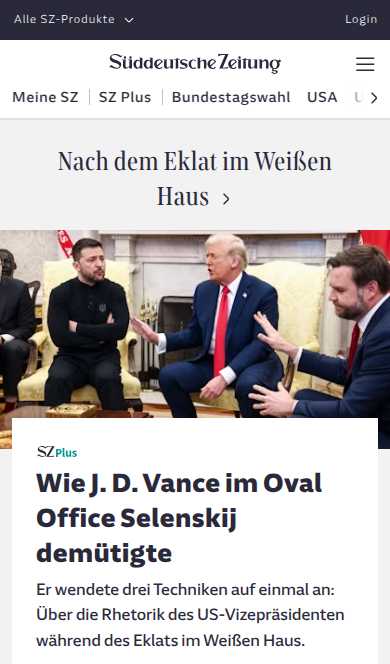 Alle SZ-Produkte
Login
Süddeutsche Zeitung
Meine SZ
SZ Plus
Bundestagswahl
USA
Nach dem Eklat im Weißen
Haus
SZ Plus
Wie J. D. Vance im Oval
Office Selenskij
demütigte
Er wendete drei Techniken auf einmal an:
Über die Rhetorik des US-Vizepräsidenten
während des Eklats im Weißen Haus.